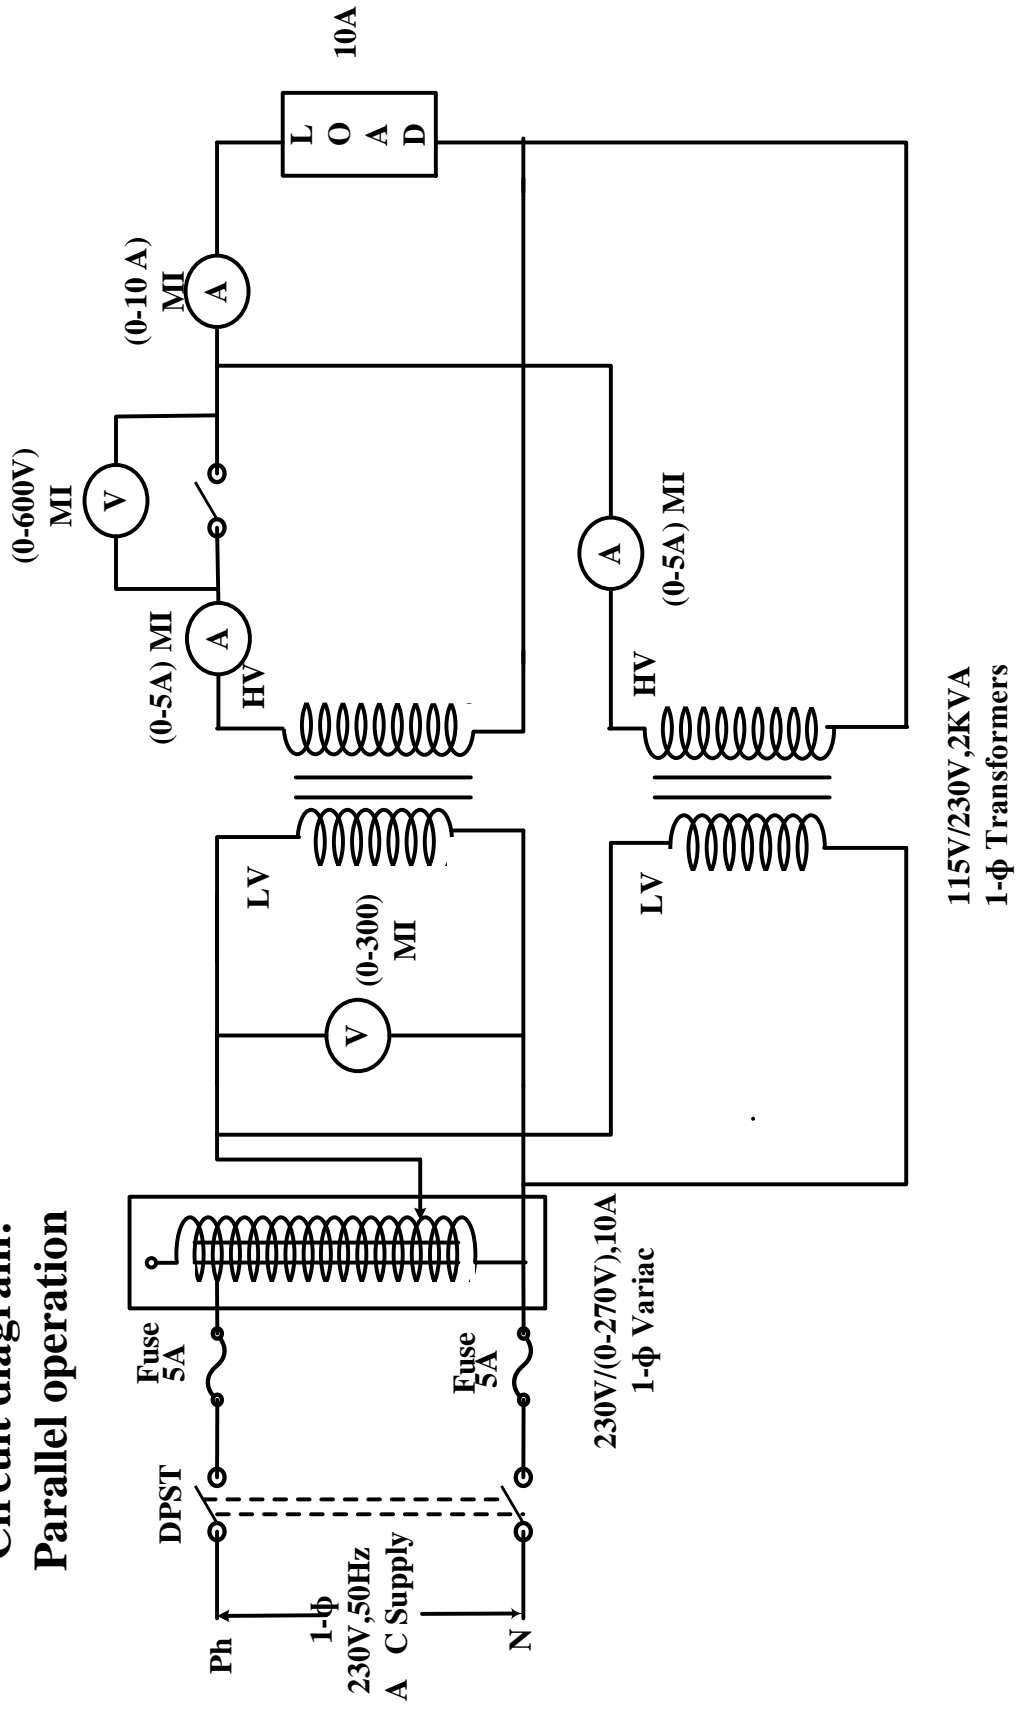 Circuit diagram:
Parallel operation
Ph
1-ф
230V,50Hz
A C Supply
N
DPST
Fuse
5A
Fuse
5A
230V/(0-270V),10A
1-ф Variac
V
(0-300)
MI
LV
HV
LV
HV
(0-5A) MI
A
(0-600V)
MI
V
(0-10 A)
MI
A
A
(0-5A) MI
L
O
A
D
10A
115V/230V,2KVA
1-ф Transformers